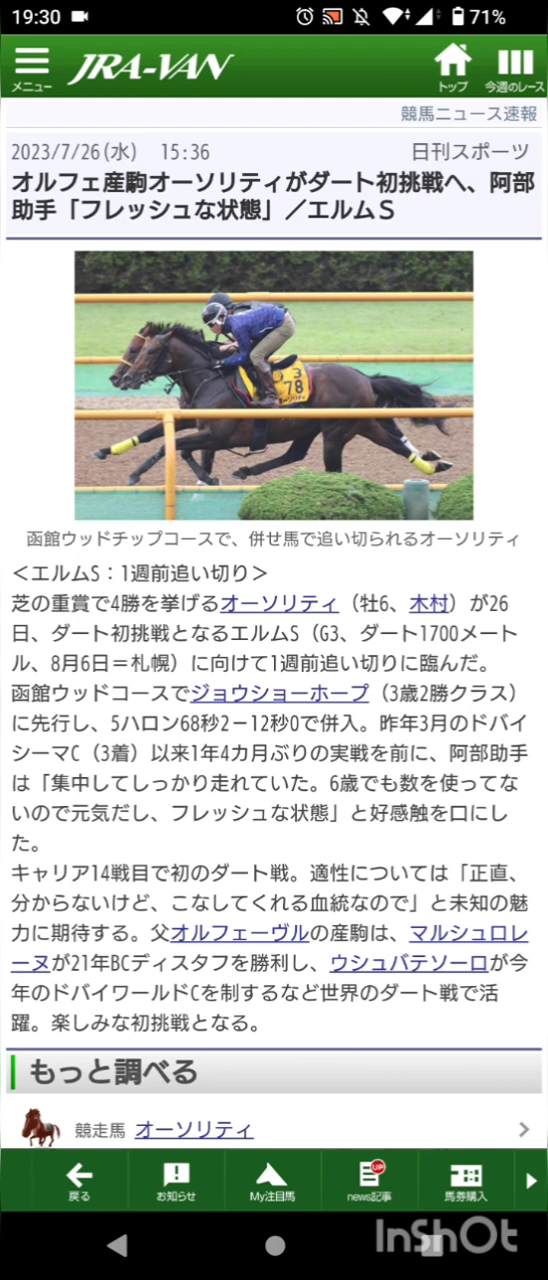 19:30
71%
メニュー
JRA-VAN
トップ
今週のレース
競馬ニュース速報
2023/7/26(水) 15:36
日刊スポーツ
オルフェ産駒オーソリティがダート初挑戦へ、阿部
助手「フレッシュな状態」／エルムS
3
78
オーソリティ
函館ウッドチップコースで、併せ馬で追い切られるオーソリティ
＜エルムS：1週前追い切り＞
芝の重賞で4勝を挙げるオーソリティ（牡6、木村）が26
日、ダート初挑戦となるエルムS（G3、ダート1700メート
ル、8月6日＝札幌）に向けて1週前追い切りに臨んだ。
函館ウッドコースでジョウショーホープ（3歳2勝クラス）
に先行し、5ハロン68秒2－12秒0で併入。昨年3月のドバイ
シーマC（3着）以来1年4カ月ぶりの実戦を前に、阿部助手
は「集中してしっかり走れていた。6歳でも数を使ってな
いので元気だし、フレッシュな状態」と好感触を口にし
た。
キャリア14戦目で初のダート戦。適性については「正直、
分からないけど、こなしてくれる血統なので」と未知の魅
力に期待する。父オルフェーヴルの産駒は、マルシュロレ
ーヌが21年BCディスタフを勝利し、ウシュバテソーロが今
年のドバイワールドCを制するなど世界のダート戦で活
躍。楽しみな初挑戦となる。
もっと調べる
競走馬 オーソリティ
戻る
お知らせ
My注目馬
UP
news記事
馬券購入
InShOt